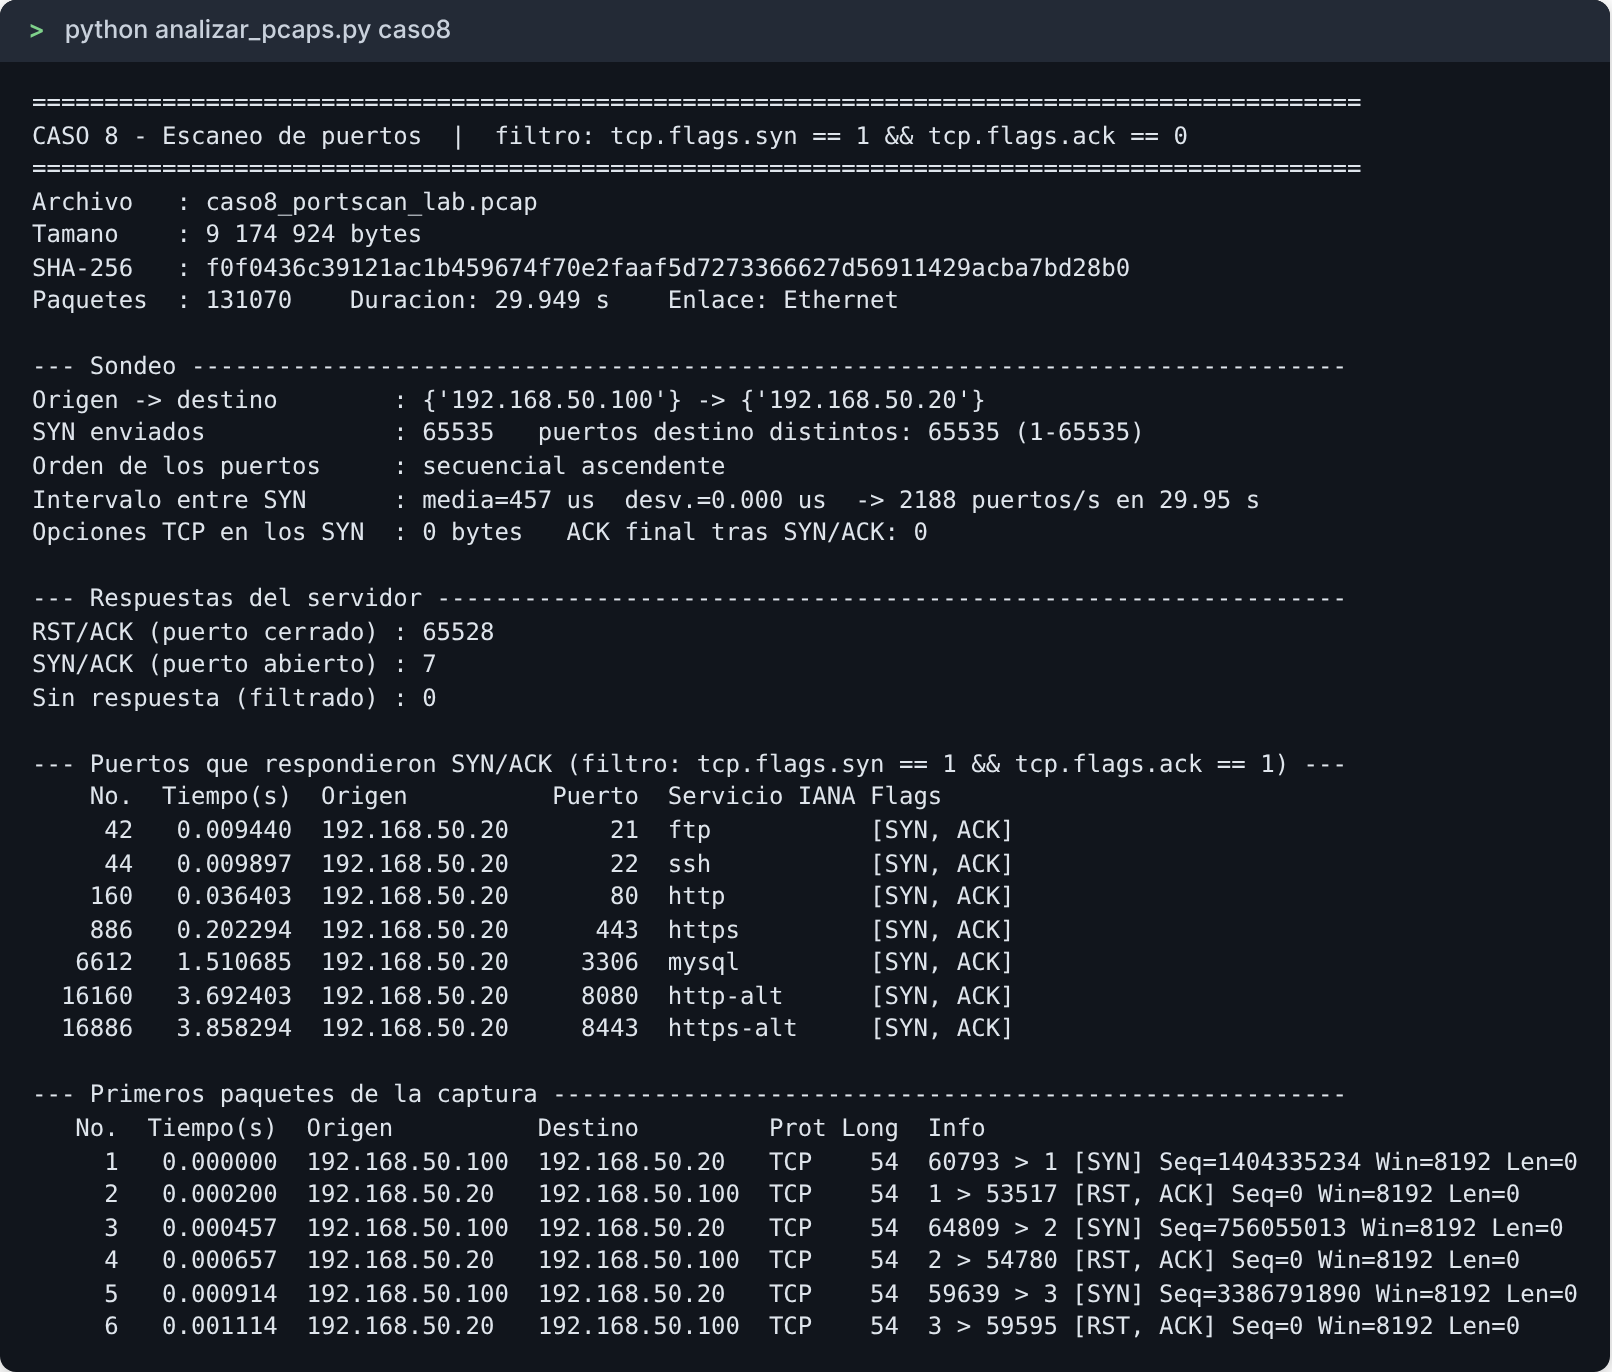 > python analizar_pcaps.py caso8
============================================================================================
CASO 8 - Escaneo de puertos  |  filtro: tcp.flags.syn == 1 && tcp.flags.ack == 0
============================================================================================
Archivo   : caso8_portscan_lab.pcap
Tamano    : 9 174 924 bytes
SHA-256   : f0f0436c39121ac1b459674f70e2faaf5d7273366627d56911429acba7bd28b0
Paquetes  : 131070    Duracion: 29.949 s    Enlace: Ethernet
--- Sondeo --------------------------------------------------------------------------------
Origen -> destino        : {'192.168.50.100'} -> {'192.168.50.20'}
SYN enviados             : 65535   puertos destino distintos: 65535 (1-65535)
Orden de los puertos     : secuencial ascendente
Intervalo entre SYN      : media=457 us  desv.=0.000 us  -> 2188 puertos/s en 29.95 s
Opciones TCP en los SYN  : 0 bytes   ACK final tras SYN/ACK: 0
--- Respuestas del servidor ---------------------------------------------------------------
RST/ACK (puerto cerrado) : 65528
SYN/ACK (puerto abierto) : 7
Sin respuesta (filtrado) : 0
--- Puertos que respondieron SYN/ACK (filtro: tcp.flags.syn == 1 && tcp.flags.ack == 1) ---
    No.  Tiempo(s)  Origen          Puerto  Servicio IANA Flags
     42   0.009440  192.168.50.20       21  ftp           [SYN, ACK]
     44   0.009897  192.168.50.20       22  ssh           [SYN, ACK]
    160   0.036403  192.168.50.20       80  http          [SYN, ACK]
    886   0.202294  192.168.50.20      443  https         [SYN, ACK]
   6612   1.510685  192.168.50.20     3306  mysql         [SYN, ACK]
  16160   3.692403  192.168.50.20     8080  http-alt      [SYN, ACK]
  16886   3.858294  192.168.50.20     8443  https-alt     [SYN, ACK]
--- Primeros paquetes de la captura -------------------------------------------------------
   No.  Tiempo(s)  Origen          Destino         Prot Long  Info
     1   0.000000  192.168.50.100  192.168.50.20   TCP    54  60793 > 1 [SYN] Seq=1404335234 Win=8192 Len=0
     2   0.000200  192.168.50.20   192.168.50.100  TCP    54  1 > 53517 [RST, ACK] Seq=0 Win=8192 Len=0
     3   0.000457  192.168.50.100  192.168.50.20   TCP    54  64809 > 2 [SYN] Seq=756055013 Win=8192 Len=0
     4   0.000657  192.168.50.20   192.168.50.100  TCP    54  2 > 54780 [RST, ACK] Seq=0 Win=8192 Len=0
     5   0.000914  192.168.50.100  192.168.50.20   TCP    54  59639 > 3 [SYN] Seq=3386791890 Win=8192 Len=0
     6   0.001114  192.168.50.20   192.168.50.100  TCP    54  3 > 59595 [RST, ACK] Seq=0 Win=8192 Len=0